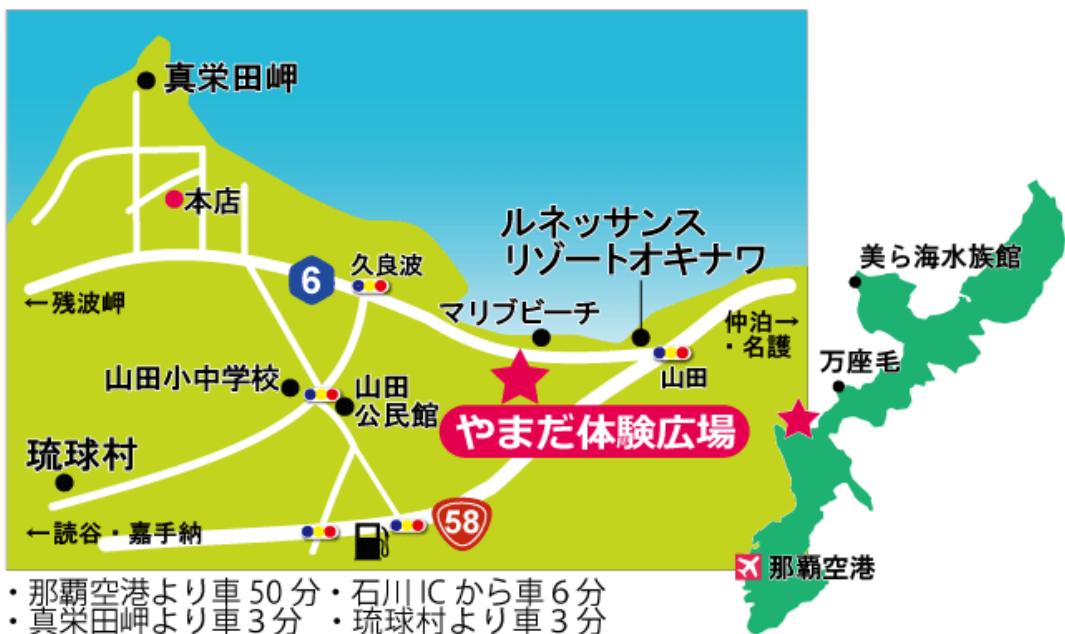 真栄田岬
本店
ルネッサンス
リゾートオキナワ
久良波
6
←残波岬
マリブビーチ
仲泊→
・名護
山田
山田小中学校
山田
公民館
やまだ体験広場
琉球村
58
←読谷・嘉手納
美ら海水族館
万座毛
那覇空港
・那覇空港より車50分・石川ICから車6分
・真栄田岬より車3分 ・琉球村より車3分